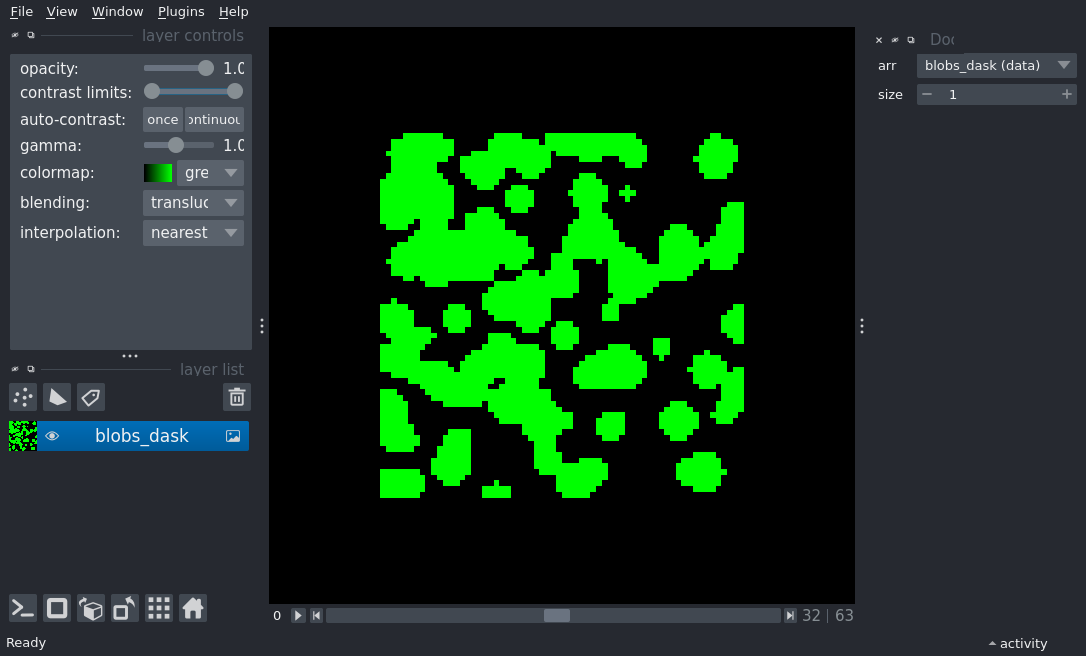 File View Window Plugins Help
layer controls
opacity: 1.0
contrast limits:
auto-contrast: once ontinuou
gamma: 1.0
colormap: gre
blending: transluc
interpolation: nearest
layer list
blobs_dask
0 32 | 63
Ready
activity
Doc
arr blobs_dask (data)
size 1